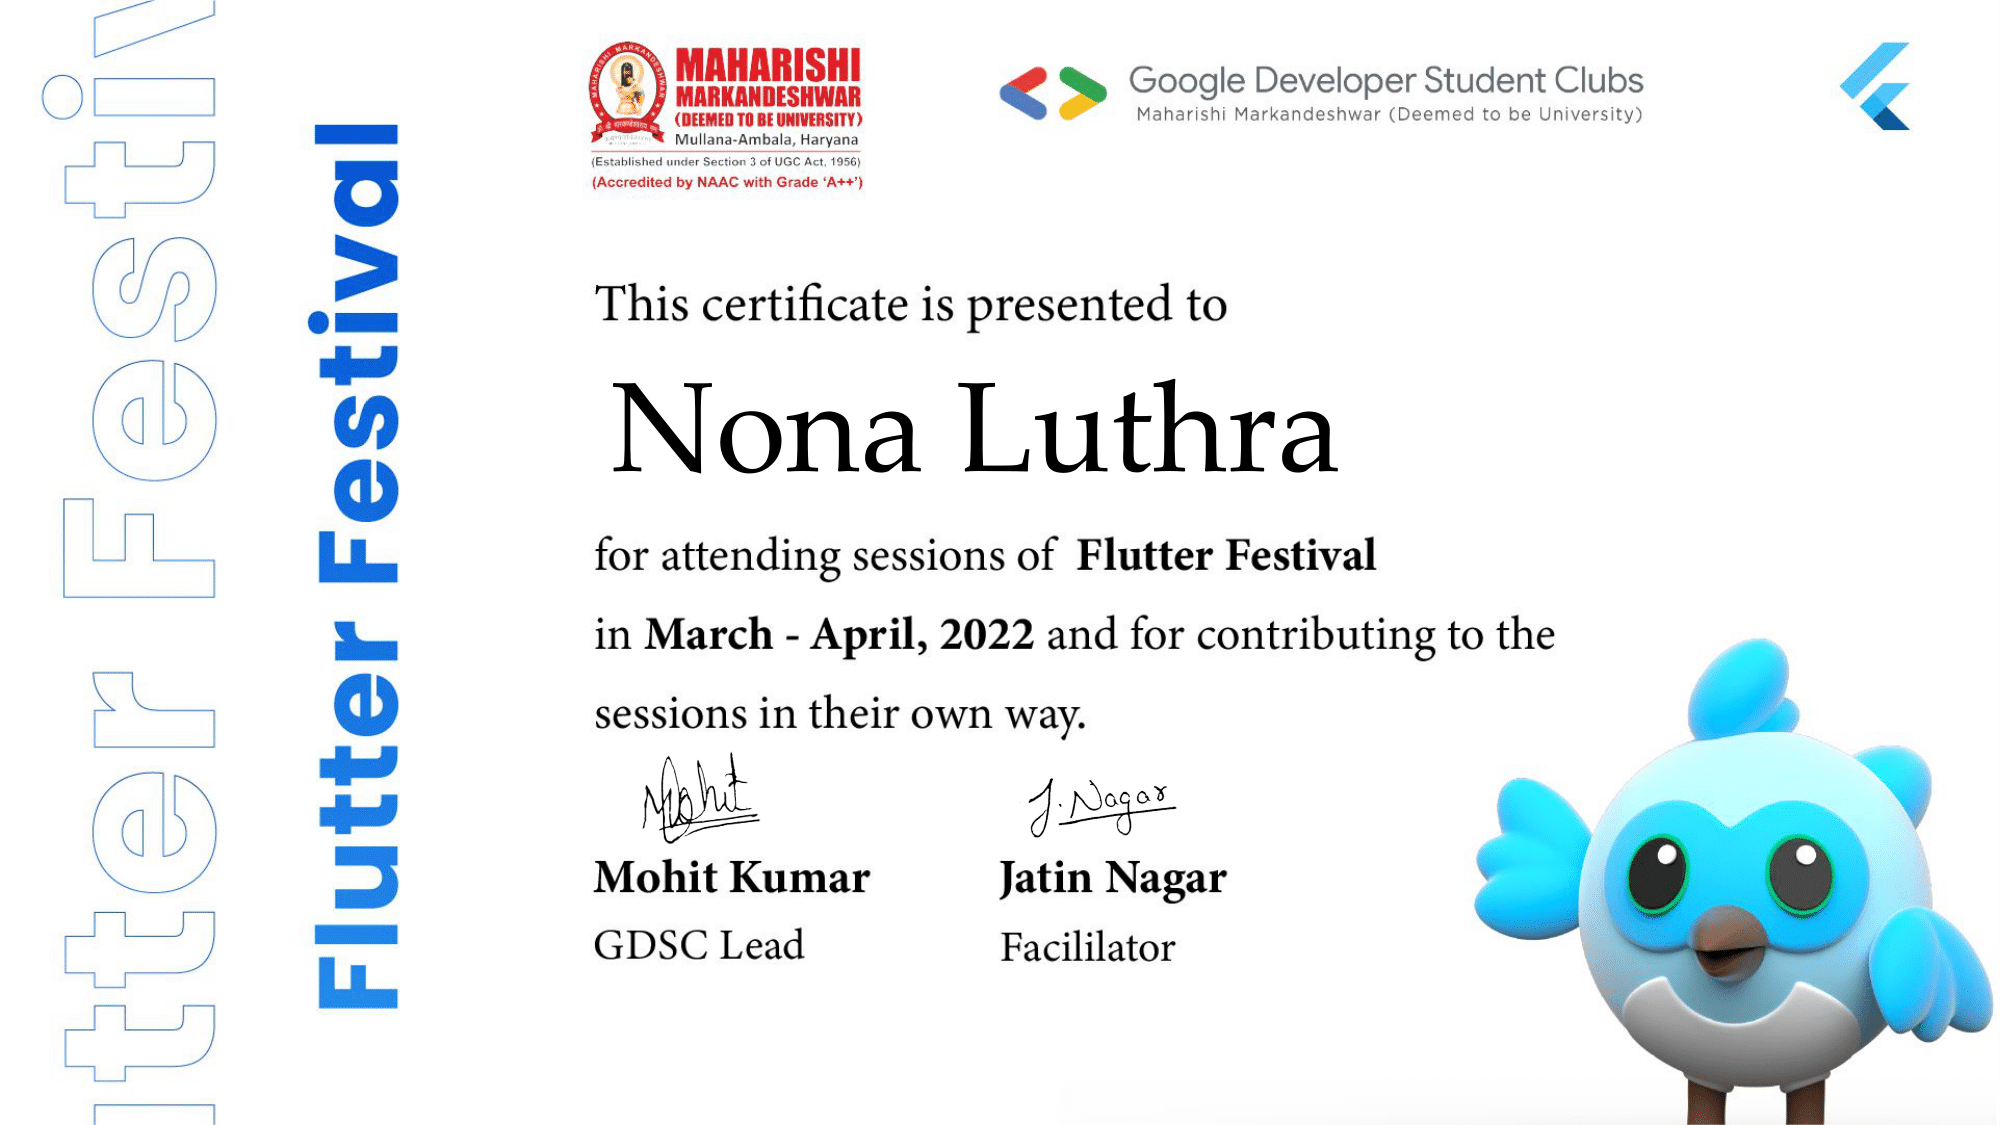 utter Festiv
Flutter Festival
MAHARISHI MARKANDESHWAR
MAHARISHI
MARKANDESHWAR
(DEEMED TO BE UNIVERSITY)
Mullana-Ambala, Haryana
(Established under Section 3 of UGC Act, 1956)
(Accredited by NAAC with Grade ‘A++’)
Google Developer Student Clubs
Maharishi Markandeshwar (Deemed to be University)
This certificate is presented to
Nona Luthra
for attending sessions of Flutter Festival
in March - April, 2022 and for contributing to the
sessions in their own way.
Mohit
J. Nagar
Mohit Kumar
Jatin Nagar
GDSC Lead
Facililator